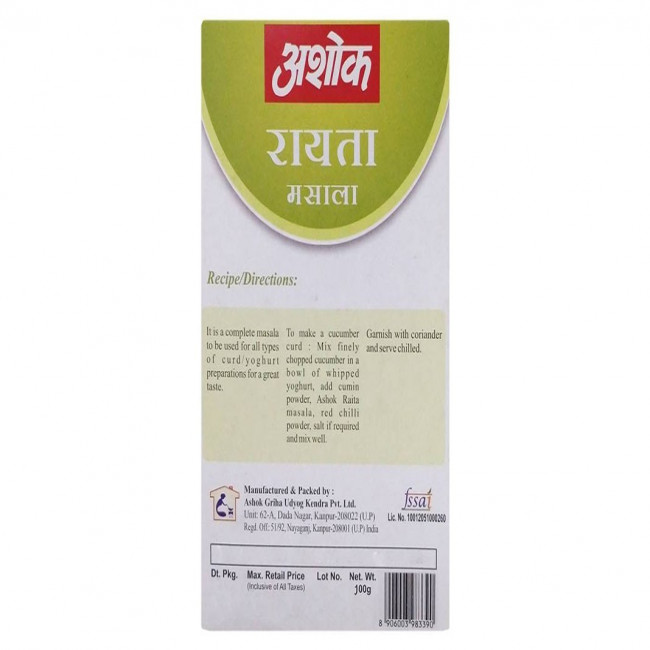 अशोक
रायता
मसाला
Recipe/Directions:
It is a complete masala
to be used for all types
of curd/yoghurt
preparations for a great
taste.
To make a cucumber
curd : Mix finely
chopped cucumber in a
bowl of whipped
yoghurt, add cumin
powder, Ashok Raita
masala, red chilli
powder, salt if required
and mix well.
Garnish with coriander
and serve chilled.
Manufactured & Packed by :
Ashok Griha Udyog Kendra Pvt. Ltd.
Unit: 62-A, Dada Nagar, Kanpur-208022 (U.P)
Regd. Off.: 51/92, Nayaganj, Kanpur-208001 (U.P) India
fssai
Lic. No. 10012051000260
Dt. Pkg. Max. Retail Price Lot No. Net. Wt.
(Inclusive of All Taxes) 100g
8 906003 983390